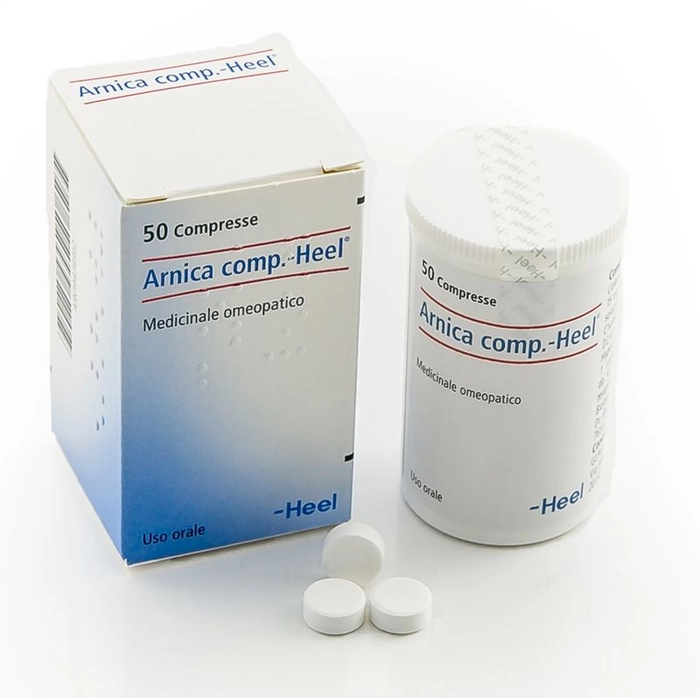 Arnica comp.-Heel®
50 Compresse
Arnica comp.-Heel®
Medicinale omeopatico
-Heel
Uso orale
-Heel
50 Compresse
Arnica comp.-Heel®
Medicinale omeopatico
Uso orale
-Heel